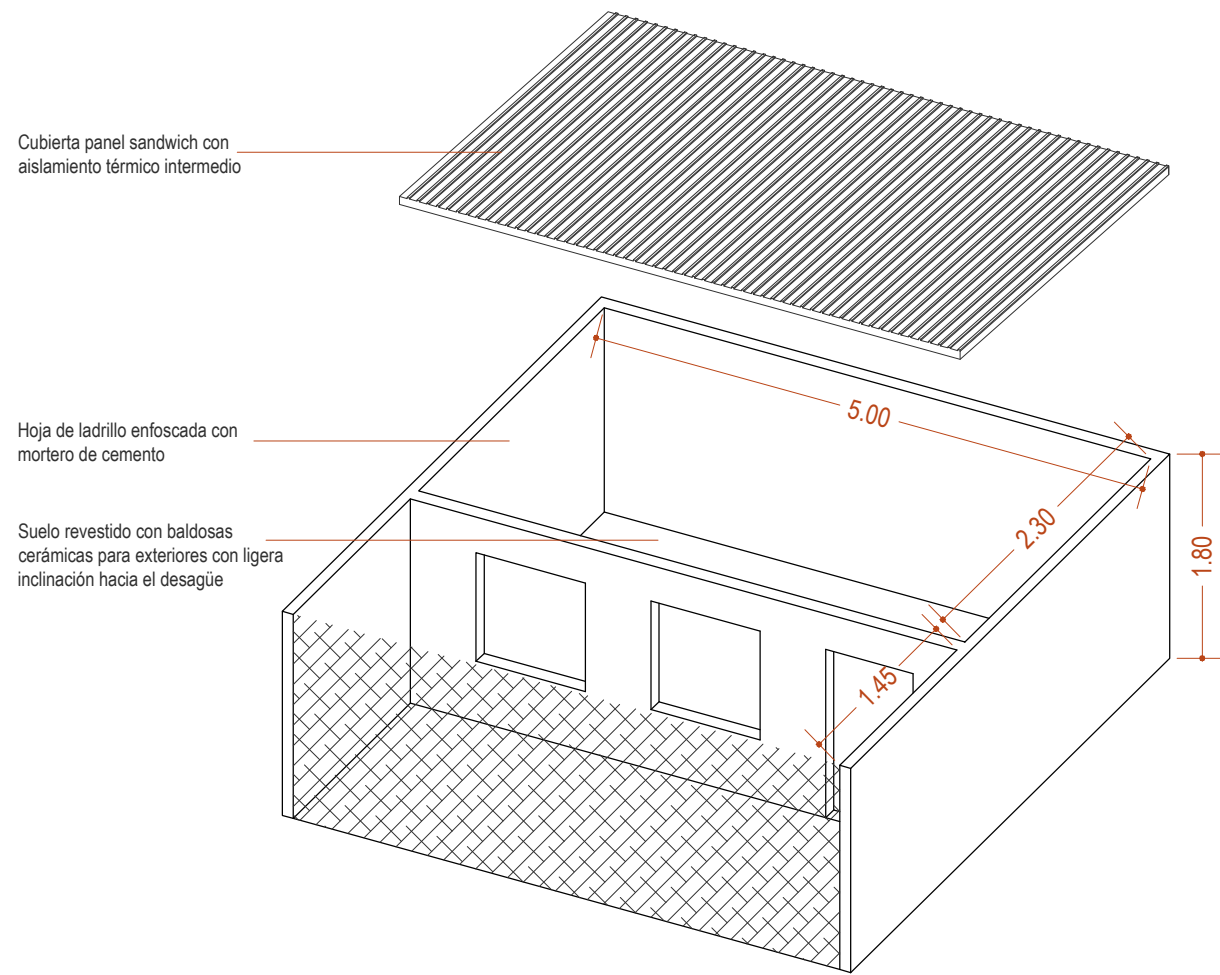 Cubierta panel sandwich con
aislamiento térmico intermedio
5.00
Hoja de ladrillo enfoscada con
mortero de cemento
2.30
1.80
Suelo revestido con baldosas
cerámicas para exteriores con ligera
inclinación hacia el desagüe
1.45